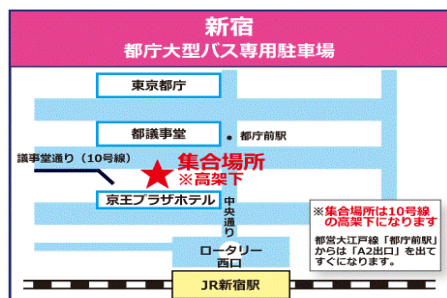 新宿
都庁大型バス専用駐車場
東京都庁
都議事堂
都庁前駅
議事堂通り（10号線）
集合場所
※高架下
京王プラザホテル
中央通り
ロータリー
西口
JR新宿駅
※集合場所は10号線
の高架下になります
都営大江戸線「都庁前駅」
からは「A2出口」を出て
すぐになります。